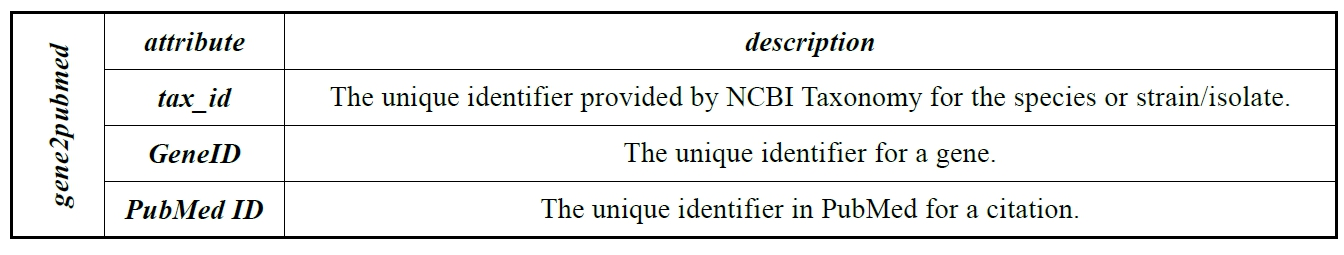 gene2pubmed
attribute description
tax_id The unique identifier provided by NCBI Taxonomy for the species or strain/isolate.
GeneID The unique identifier for a gene.
PubMed ID The unique identifier in PubMed for a citation.